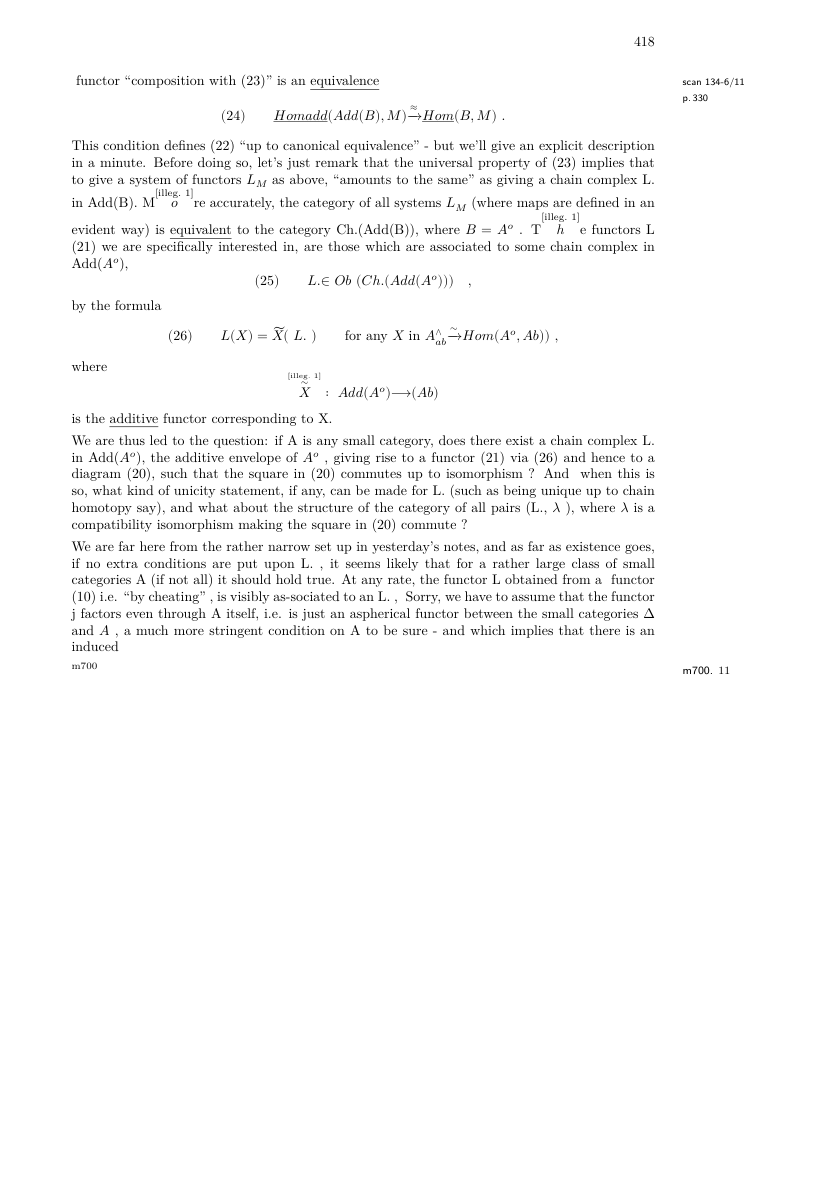 418
functor “composition with (23)” is an equivalence
scan 134-6/11
p. 330
(24) Homadd(Add(B), M) ≈⟶ Hom(B, M) .
This condition defines (22) “up to canonical equivalence” - but we’ll give an explicit description
in a minute. Before doing so, let’s just remark that the universal property of (23) implies that
to give a system of functors L_M as above, “amounts to the same” as giving a chain complex L.
[illeg. 1]
in Add(B). More accurately, the category of all systems L_M (where maps are defined in an
[illeg. 1]
evident way) is equivalent to the category Ch.(Add(B)), where B = A^o . The functors L
(21) we are specifically interested in, are those which are associated to some chain complex in
Add(A^o),
(25) L.∈ Ob (Ch.(Add(A^o))) ,
by the formula
(26) L(X) = X̃( L. ) for any X in A^∧_ab ∼⟶ Hom(A^o, Ab)) ,
where
[illeg. 1]
X̃ : Add(A^o)⟶(Ab)
is the additive functor corresponding to X.
We are thus led to the question: if A is any small category, does there exist a chain complex L.
in Add(A^o), the additive envelope of A^o , giving rise to a functor (21) via (26) and hence to a
diagram (20), such that the square in (20) commutes up to isomorphism ? And when this is
so, what kind of unicity statement, if any, can be made for L. (such as being unique up to chain
homotopy say), and what about the structure of the category of all pairs (L., λ ), where λ is a
compatibility isomorphism making the square in (20) commute ?
We are far here from the rather narrow set up in yesterday’s notes, and as far as existence goes,
if no extra conditions are put upon L. , it seems likely that for a rather large class of small
categories A (if not all) it should hold true. At any rate, the functor L obtained from a functor
(10) i.e. “by cheating” , is visibly as-sociated to an L. , Sorry, we have to assume that the functor
j factors even through A itself, i.e. is just an aspherical functor between the small categories Δ
and A , a much more stringent condition on A to be sure - and which implies that there is an
induced
m700
m700. 11